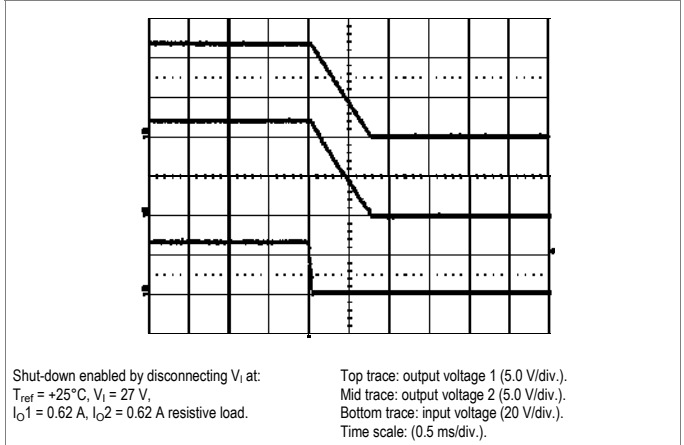 Shut-down enabled by disconnecting VI at:
Tref = +25°C, VI = 27 V,
IO1 = 0.62 A, IO2 = 0.62 A resistive load.
Top trace: output voltage 1 (5.0 V/div.).
Mid trace: output voltage 2 (5.0 V/div.).
Bottom trace: input voltage (20 V/div.).
Time scale: (0.5 ms/div.).